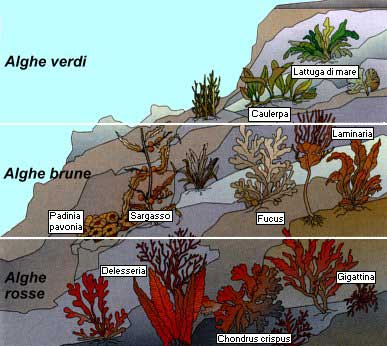 Alghe verdi
Lattuga di mare
Caulerpa
Alghe brune
Laminaria
Padinia
pavonia
Sargasso
Fucus
Alghe
rosse
Delesseria
Gigattina
Chondrus crispus